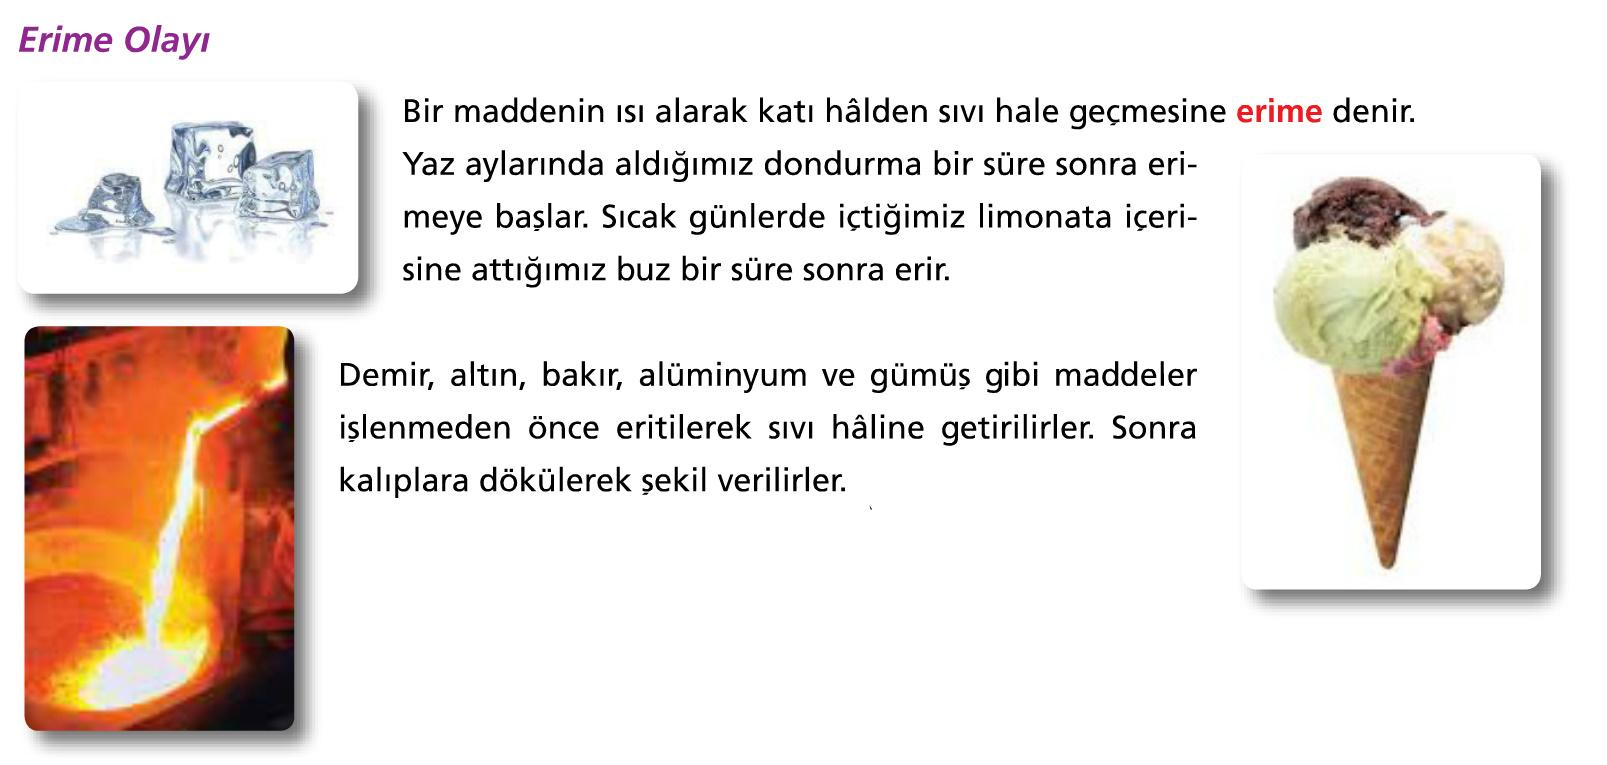 Erime Olayı
Bir maddenin ısı alarak katı hâlden sıvı hale geçmesine erime denir.
Yaz aylarında aldığımız dondurma bir süre sonra eri-
meye başlar. Sıcak günlerde içtiğimiz limonata içeri-
sine attığımız buz bir süre sonra erir.
Demir, altın, bakır, alüminyum ve gümüş gibi maddeler
işlenmeden önce eritilerek sıvı hâline getirilirler. Sonra
kalıplara dökülerek şekil verilirler.